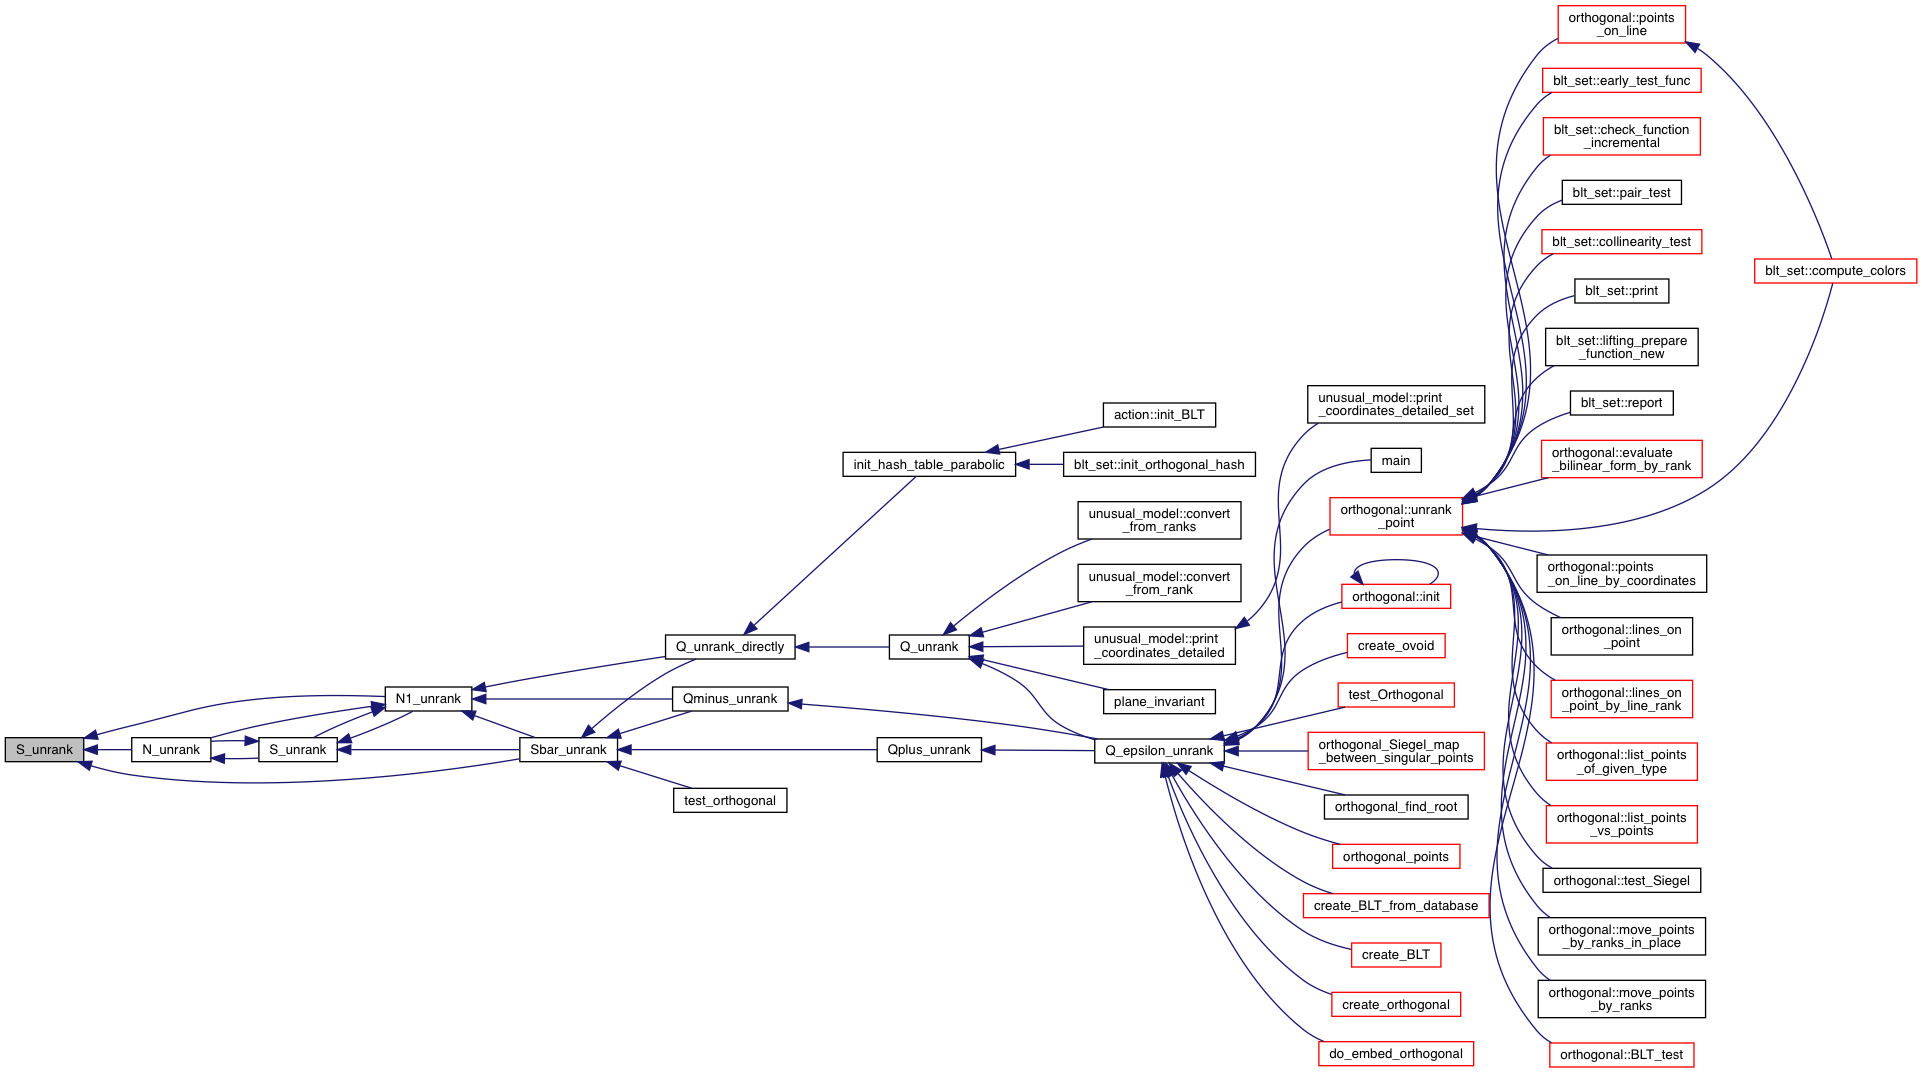 orthogonal::points
_on_line
blt_set::early_test_func
blt_set::check_function
_incremental
blt_set::pair_test
blt_set::collinearity_test
blt_set::compute_colors
blt_set::print
blt_set::lifting_prepare
_function_new
blt_set::report
unusual_model::print
_coordinates_detailed_set
action::init_BLT
main
orthogonal::evaluate
_bilinear_form_by_rank
init_hash_table_parabolic
blt_set::init_orthogonal_hash
unusual_model::convert
_from_ranks
orthogonal::unrank
_point
orthogonal::points
_on_line_by_coordinates
unusual_model::convert
_from_rank
orthogonal::init
orthogonal::lines_on
_point
Q_unrank_directly
Q_unrank
unusual_model::print
_coordinates_detailed
create_ovoid
N1_unrank
Qminus_unrank
plane_invariant
test_Orthogonal
orthogonal::lines_on
_point_by_line_rank
S_unrank
N_unrank
S_unrank
Sbar_unrank
Qplus_unrank
Q_epsilon_unrank
orthogonal_Siegel_map
_between_singular_points
orthogonal::list_points
_of_given_type
test_orthogonal
orthogonal_find_root
orthogonal::list_points
_vs_points
orthogonal_points
orthogonal::test_Siegel
create_BLT_from_database
orthogonal::move_points
_by_ranks_in_place
create_BLT
create_orthogonal
orthogonal::move_points
_by_ranks
do_embed_orthogonal
orthogonal::BLT_test